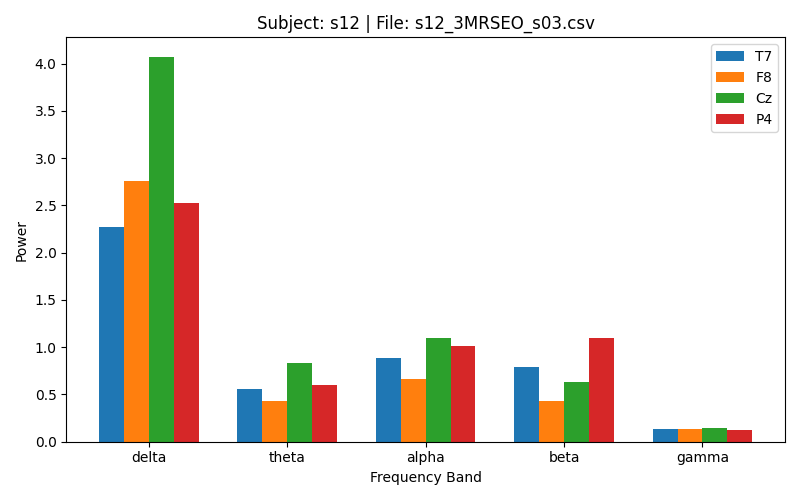 Subject: s12 | File: s12_3MRSEO_s03.csv
T7
F8
Cz
P4
Power
4.0
3.5
3.0
2.5
2.0
1.5
1.0
0.5
0.0
delta theta alpha beta gamma
Frequency Band